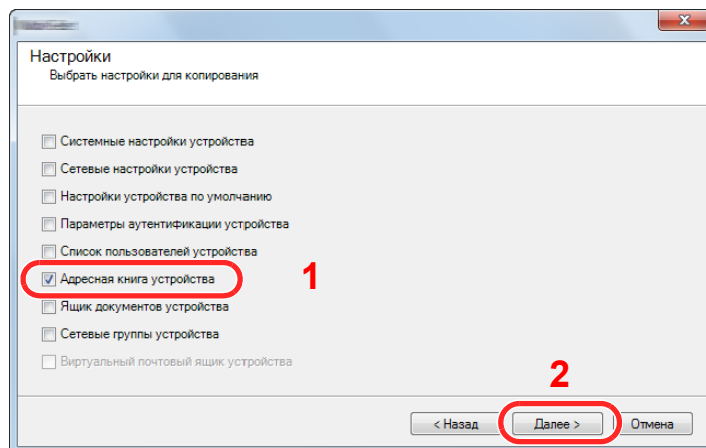 Настройки
Выбрать настройки для копирования
Системные настройки устройства
Сетевые настройки устройства
Настройки устройства по умолчанию
Параметры аутентификации устройства
Список пользователей устройства
Адресная книга устройства
1
Ящик документов устройства
Сетевые группы устройства
Виртуальный почтовый ящик устройства
2
< Назад Далее > Отмена